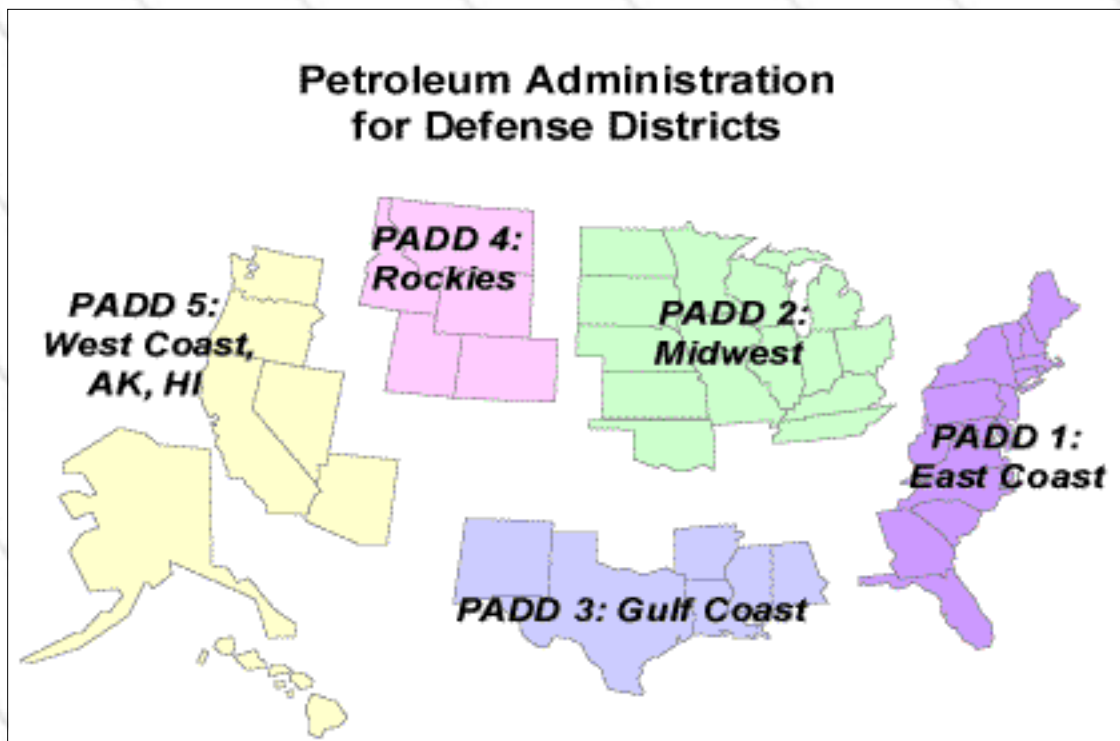 Petroleum Administration
for Defense Districts
PADD 4:
Rockies
PADD 5:
West Coast,
AK, HI
PADD 2:
Midwest
PADD 1:
East Coast
PADD 3: Gulf Coast